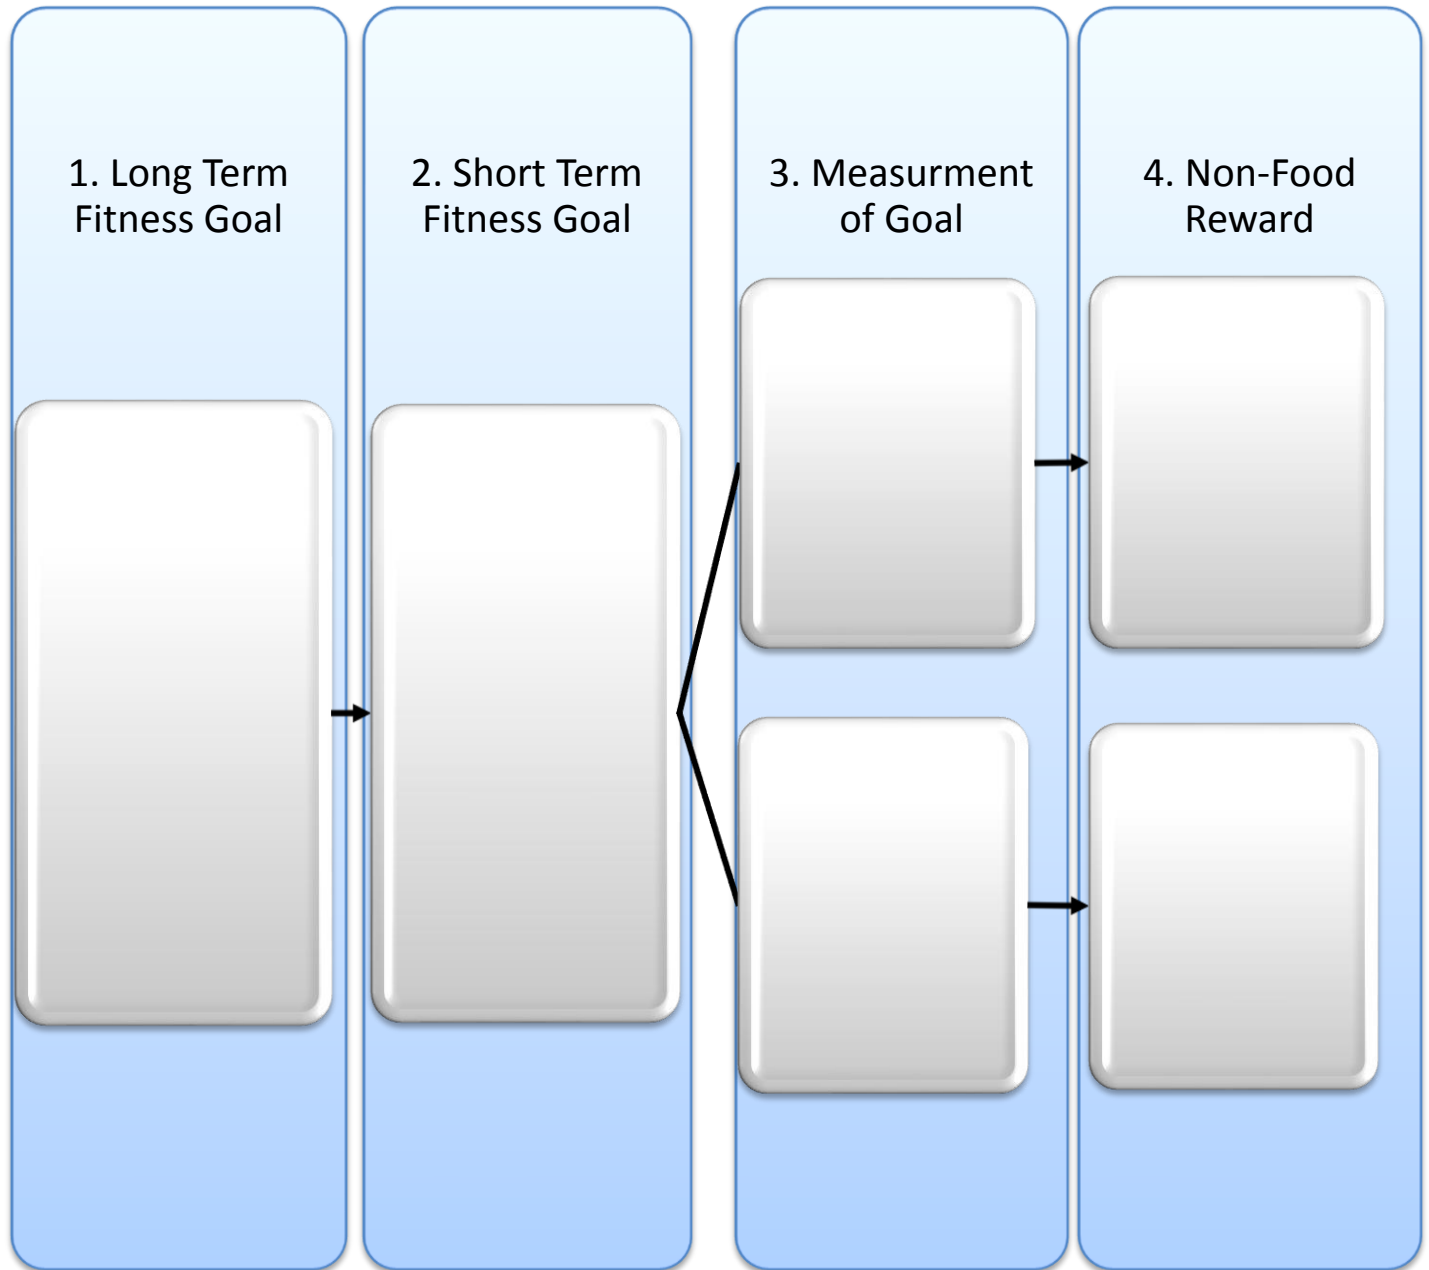 1. Long Term
Fitness Goal
2. Short Term
Fitness Goal
3. Measurment
of Goal
4. Non-Food
Reward